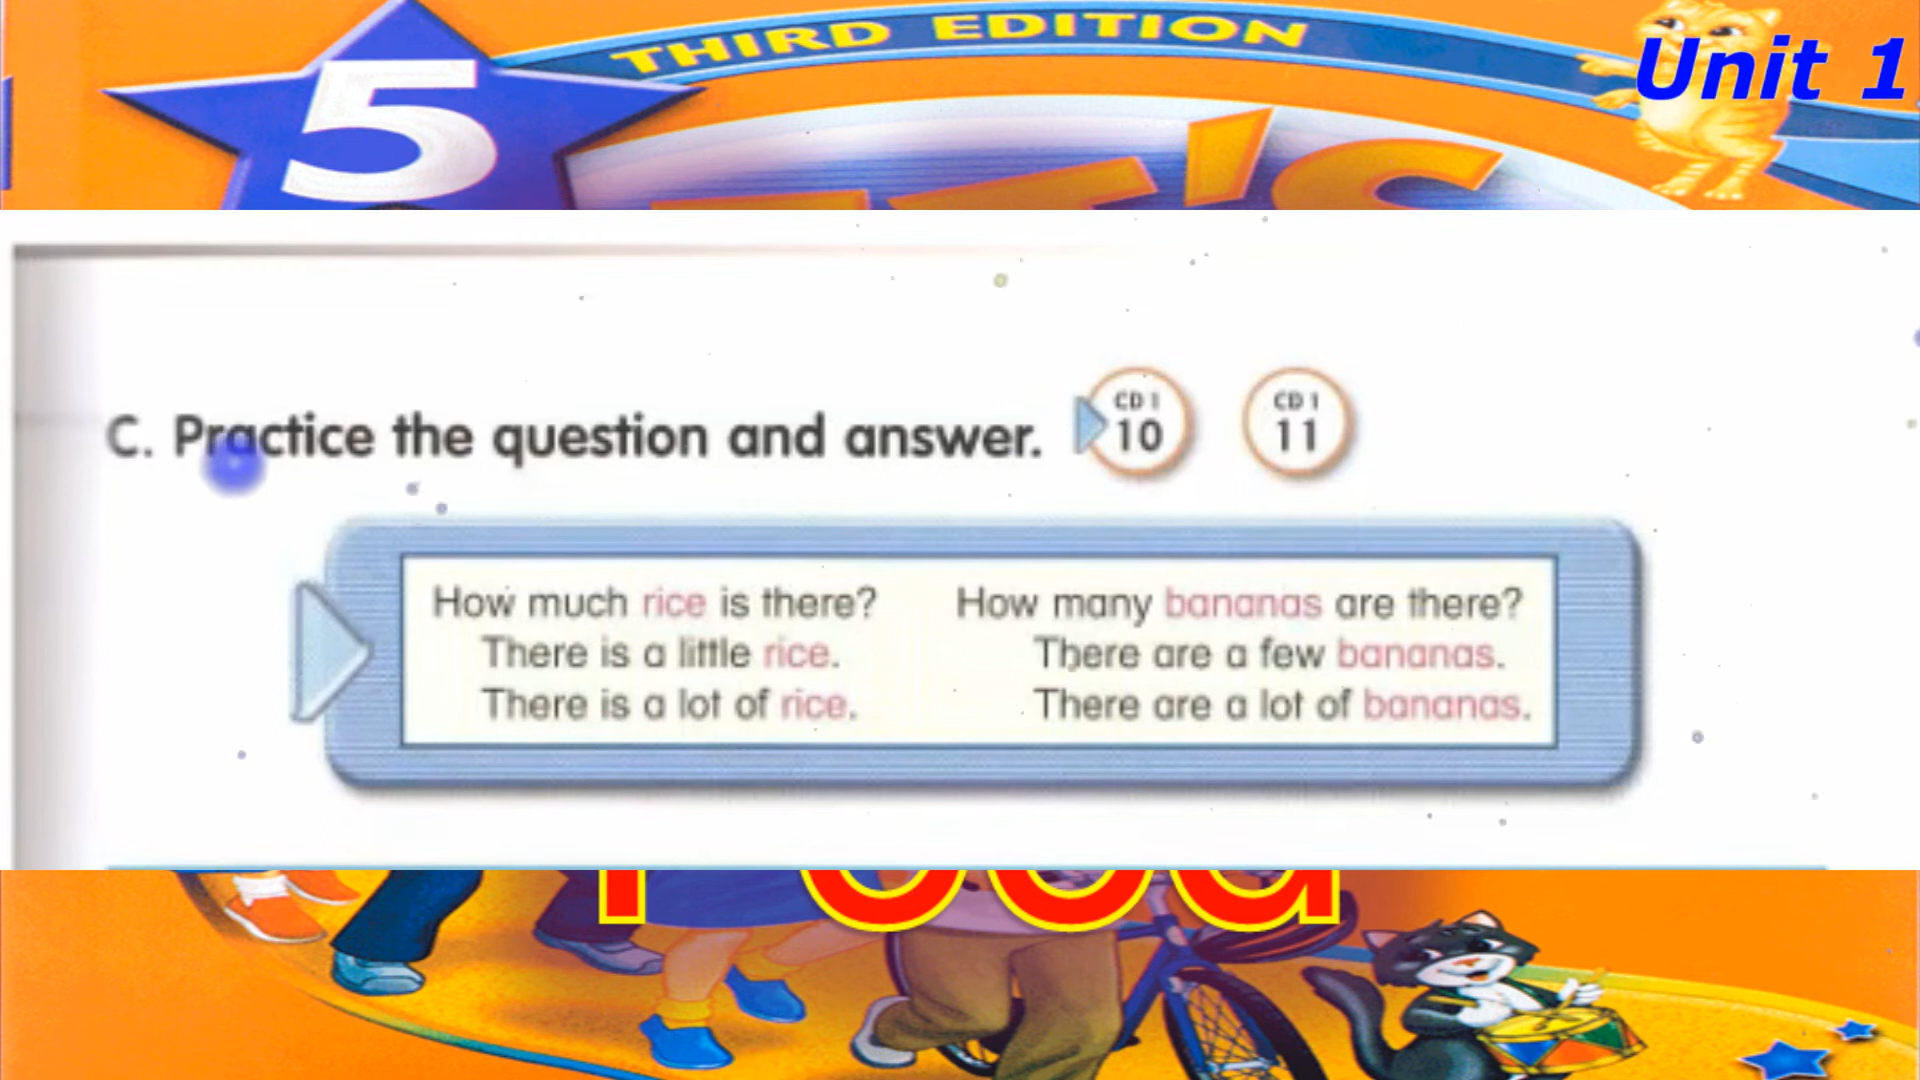 THIRD EDITION
Unit 1
5
C. Practice the question and answer.
CD 1
10
CD 1
11
How much rice is there?
There is a little rice.
There is a lot of rice.
How many bananas are there?
There are a few bananas.
There are a lot of bananas.
Food